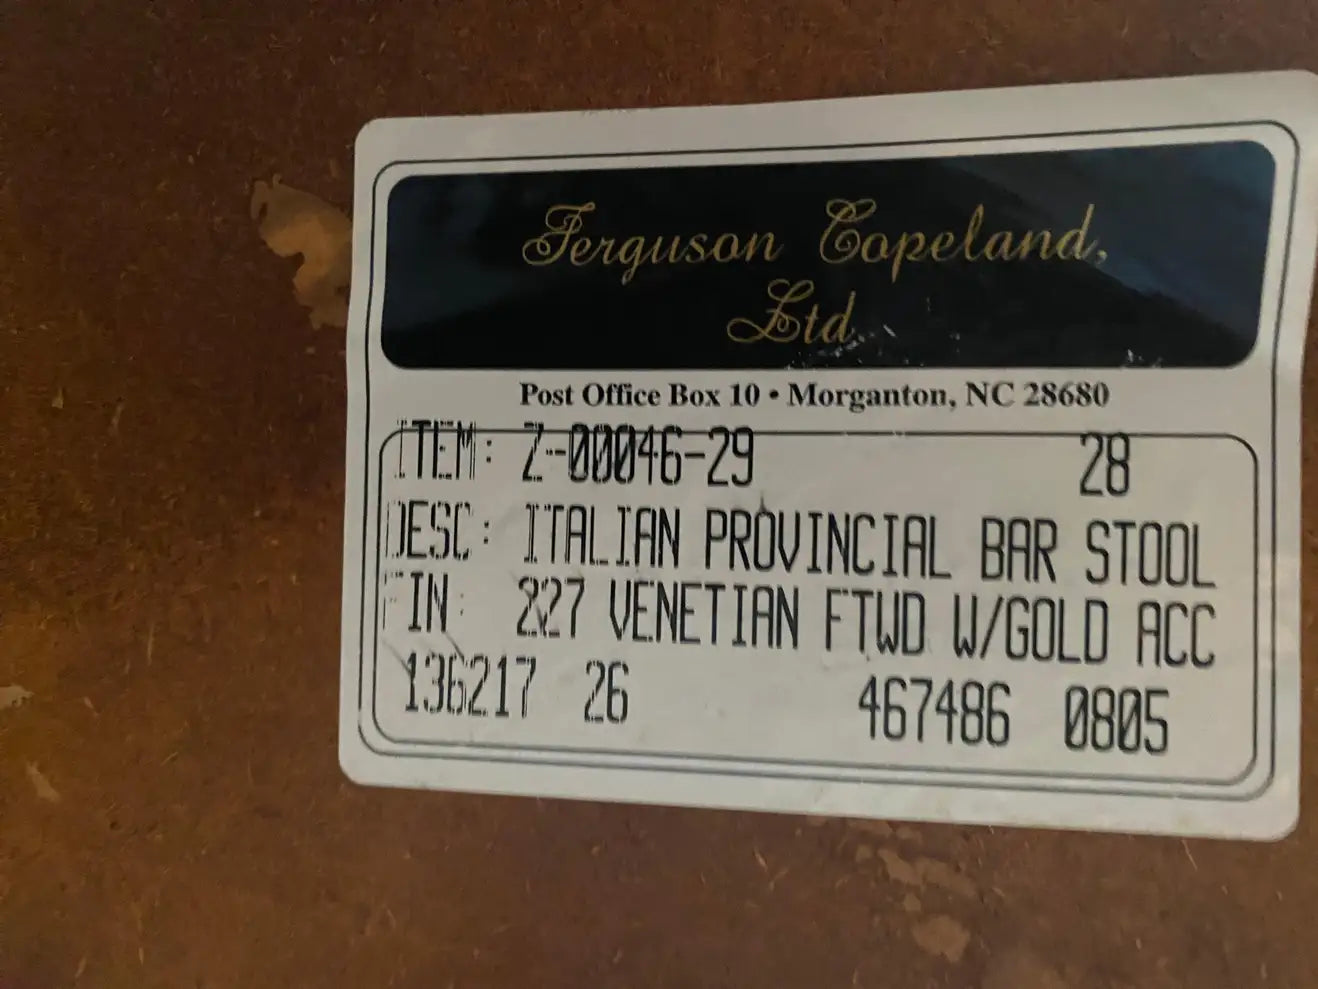 Ferguson Copeland,
Ltd
Post Office Box 10 • Morganton, NC 28680
ITEM: Z-00046-29 28
DESC: ITALIAN PROVINCIAL BAR STOOL
FIN: 227 VENETIAN FTWD W/GOLD ACC
136217 26 467486 0805